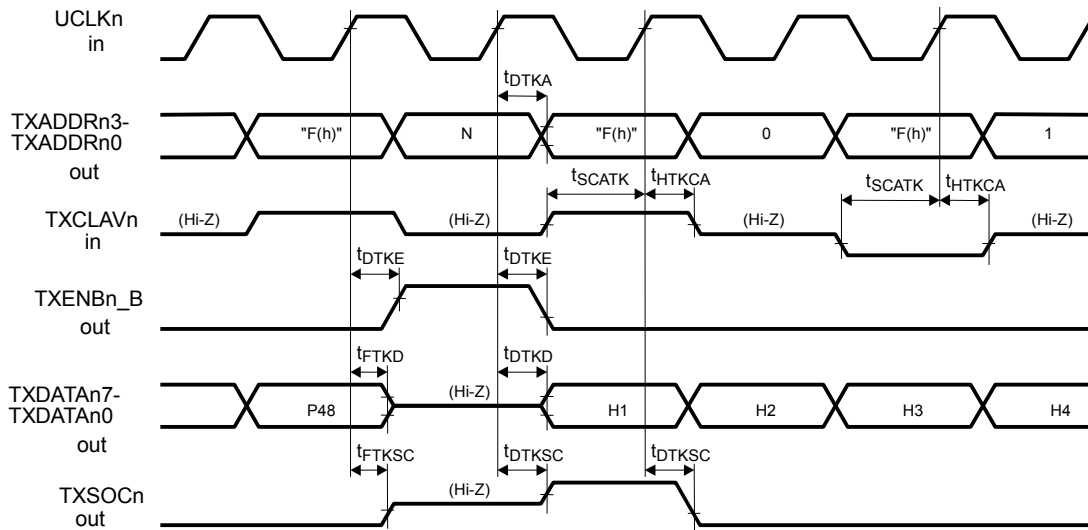 UCLKn
in
tDTKA
TXADDRn3-
TXADDRn0
out
"F(h)" N "F(h)" 0 "F(h)" 1
tSCATK tHTKCA tSCATK tHTKCA
TXCLAVn
in
(Hi-Z) (Hi-Z) (Hi-Z) (Hi-Z)
tDTKE tDTKE
TXENBn_B
out
tFTKD tDTKD
TXDATAn7-
TXDATAn0
out
P48 (Hi-Z) H1 H2 H3 H4
tFTKSC tDTKSC tDTKSC
TXSOCn
out
(Hi-Z)